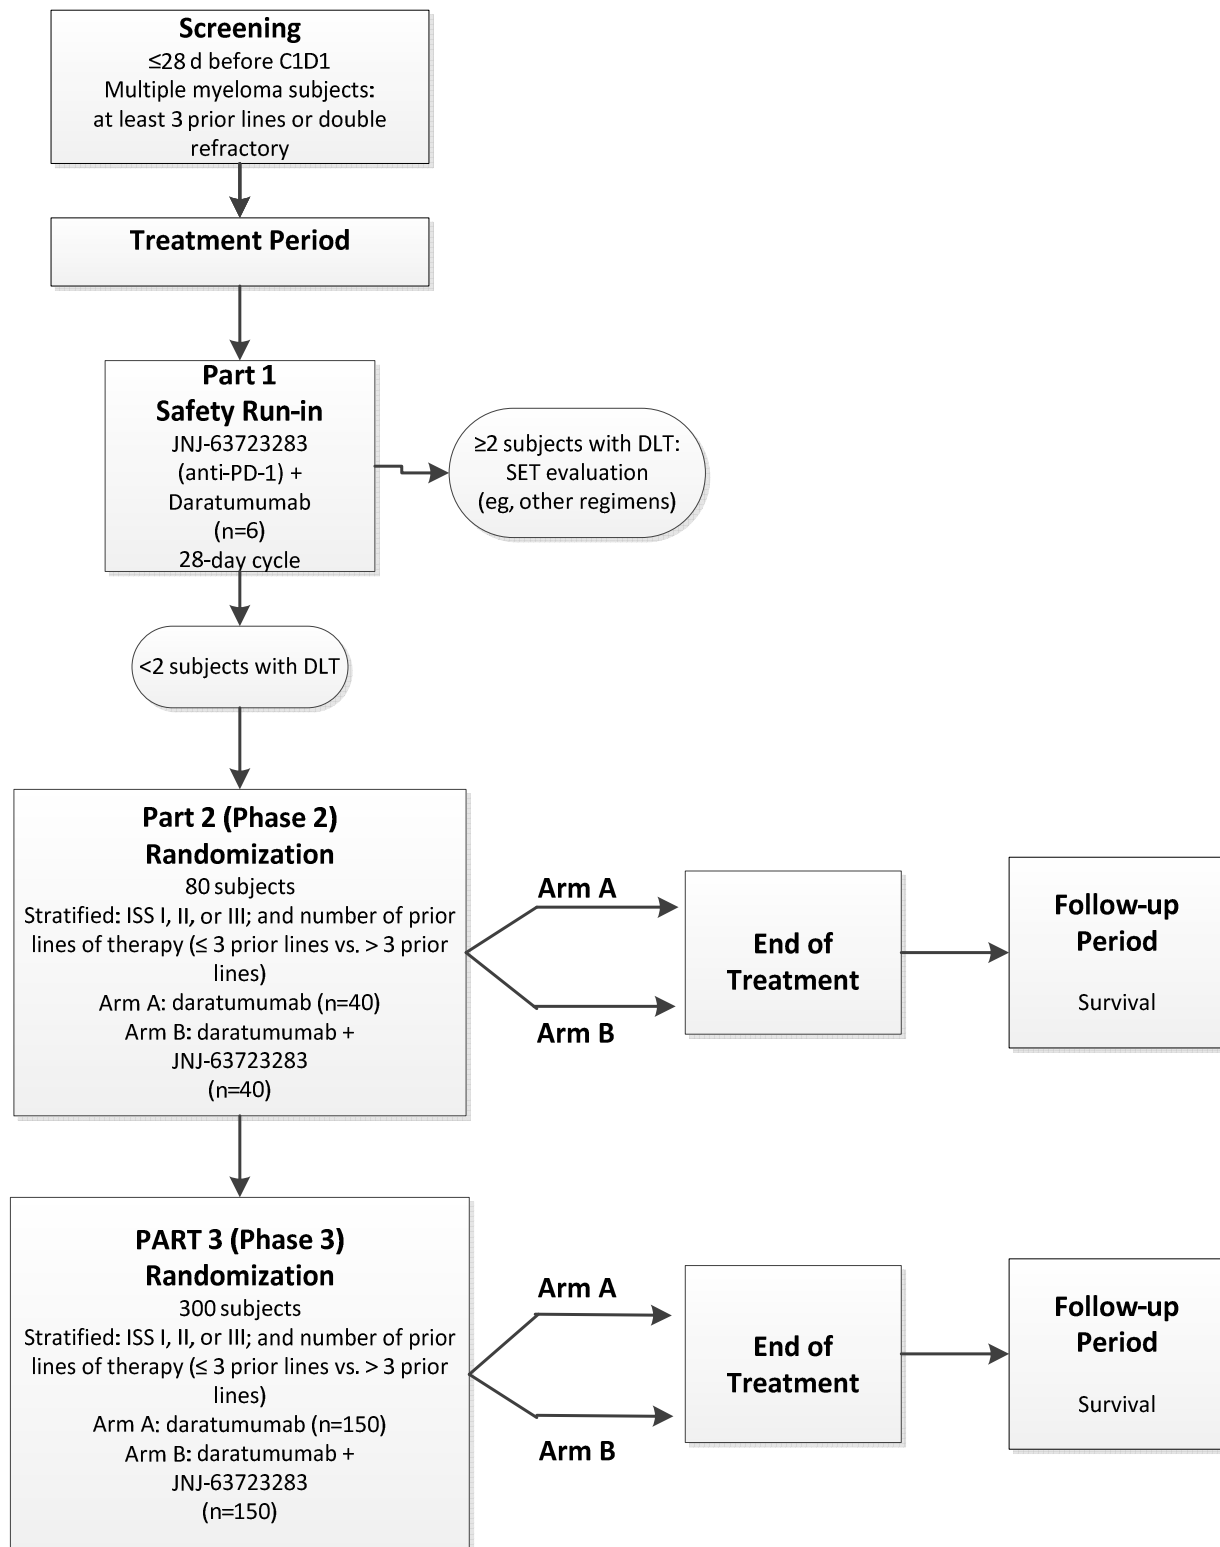 Screening
≤28 d before C1D1
Multiple myeloma subjects:
at least 3 prior lines or double
refractory
Treatment Period
Part 1
Safety Run-in
JNJ-63723283
(anti-PD-1) +
Daratumumab
(n=6)
28-day cycle
≥2 subjects with DLT:
SET evaluation
(eg, other regimens)
<2 subjects with DLT
Part 2 (Phase 2)
Randomization
80 subjects
Stratified: ISS I, II, or III; and number of prior
lines of therapy (≤ 3 prior lines vs. > 3 prior
lines)
Arm A: daratumumab (n=40)
Arm B: daratumumab +
JNJ-63723283
(n=40)
Arm A
Arm B
End of
Treatment
Follow-up
Period
Survival
PART 3 (Phase 3)
Randomization
300 subjects
Stratified: ISS I, II, or III; and number of prior
lines of therapy (≤ 3 prior lines vs. > 3 prior
lines)
Arm A: daratumumab (n=150)
Arm B: daratumumab +
JNJ-63723283
(n=150)
Arm A
Arm B
End of
Treatment
Follow-up
Period
Survival